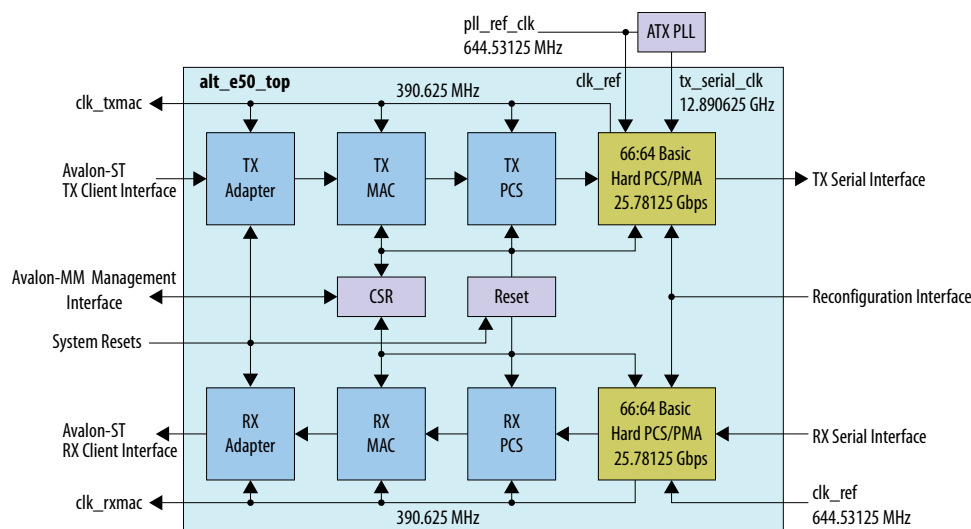 pll_ref_clk
644.53125 MHz
ATX PLL
alt_e50_top
390.625 MHz
clk_ref
tx_serial_clk
12.890625 GHz
clk_txmac
Avalon-ST
TX Client Interface
TX
Adapter
TX
MAC
TX
PCS
66:64 Basic
Hard PCS/PMA
25.78125 Gbps
TX Serial Interface
Avalon-MM Management
Interface
CSR
Reset
Reconfiguration Interface
System Resets
Avalon-ST
RX Client Interface
RX
Adapter
RX
MAC
RX
PCS
66:64 Basic
Hard PCS/PMA
25.78125 Gbps
RX Serial Interface
clk_rxmac
390.625 MHz
clk_ref
644.53125 MHz